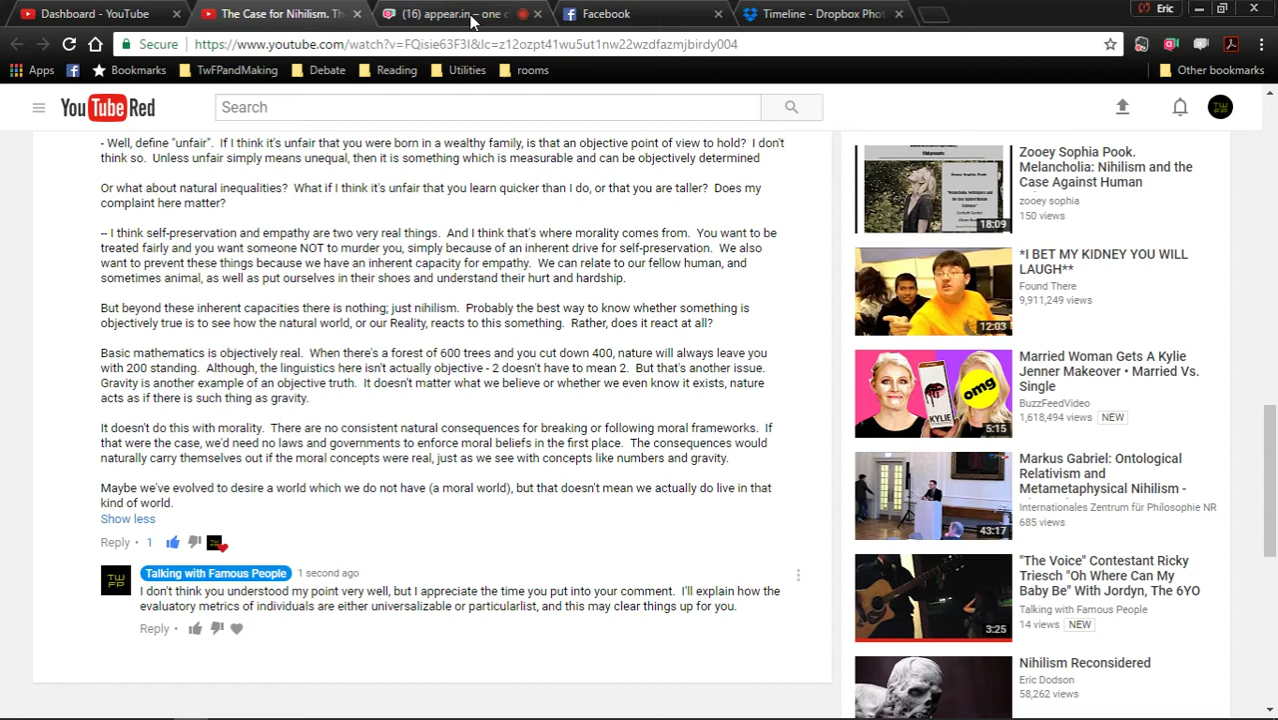 Dashboard - YouTube
The Case for Nihilism. Th
(16) appear.in – one c
Facebook
Timeline - Dropbox Phot
Eric
Secure
https://www.youtube.com/watch?v=FQisie63F3I&lc=z12ozpt41wu5ut1nw22wzdfazmjbirdy004
Apps
Bookmarks
TwFPandMaking
Debate
Reading
Utilities
rooms
Other bookmarks
YouTube Red
Search
- Well, define "unfair". If I think it's unfair that you were born in a wealthy family, is that an objective point of view to hold? I don't
think so. Unless unfair simply means unequal, then it is something which is measurable and can be objectively determined
Or what about natural inequalities? What if I think it's unfair that you learn quicker than I do, or that you are taller? Does my
complaint here matter?
-- I think self-preservation and empathy are two very real things. And I think that's where morality comes from. You want to be
treated fairly and you want someone NOT to murder you, simply because of an inherent drive for self-preservation. We also
want to prevent these things because we have an inherent capacity for empathy. We can relate to our fellow human, and
sometimes animal, as well as put ourselves in their shoes and understand their hurt and hardship.
But beyond these inherent capacities there is nothing; just nihilism. Probably the best way to know whether something is
objectively true is to see how the natural world, or our Reality, reacts to this something. Rather, does it react at all?
Basic mathematics is objectively real. When there's a forest of 600 trees and you cut down 400, nature will always leave you
with 200 standing. Although, the linguistics here isn't actually objective - 2 doesn't have to mean 2. But that's another issue.
Gravity is another example of an objective truth. It doesn't matter what we believe or whether we even know it exists, nature
acts as if there is such thing as gravity.
It doesn't do this with morality. There are no consistent natural consequences for breaking or following moral frameworks. If
that were the case, we'd need no laws and governments to enforce moral beliefs in the first place. The consequences would
naturally carry themselves out if the moral concepts were real, just as we see with concepts like numbers and gravity.
Maybe we've evolved to desire a world which we do not have (a moral world), but that doesn't mean we actually do live in that
kind of world.
Show less
Reply • 1
TWFP
Talking with Famous People 1 second ago
I don't think you understood my point very well, but I appreciate the time you put into your comment. I'll explain how the
evaluatory metrics of individuals are either universalizable or particularlist, and this may clear things up for you.
Reply •
Zooey Sophia Pook.
Melancholia: Nihilism and the
Case Against Human
zooey sophia
150 views
18:09
*I BET MY KIDNEY YOU WILL
LAUGH**
Found There
9,911,249 views
12:03
Married Woman Gets A Kylie
Jenner Makeover • Married Vs.
Single
BuzzFeedVideo
1,618,494 views NEW
KYLIE
omg
5:15
Markus Gabriel: Ontological
Relativism and
Metametaphysical Nihilism -
Internationales Zentrum für Philosophie NR
685 views
43:17
"The Voice" Contestant Ricky
Triesch "Oh Where Can My
Baby Be" With Jordyn, The 6YO
Talking with Famous People
14 views NEW
3:25
Nihilism Reconsidered
Eric Dodson
58,262 views